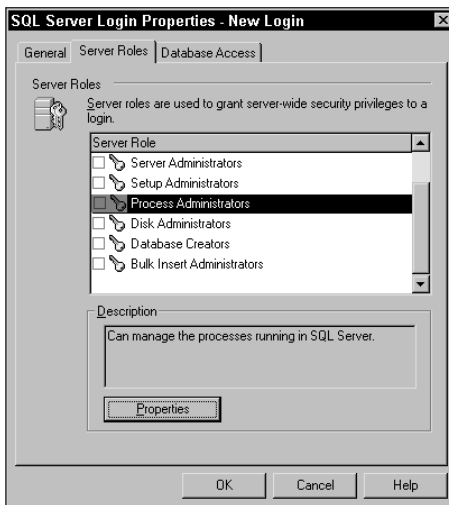 SQL Server Login Properties - New Login
General Server Roles Database Access
Server Roles
Server roles are used to grant server-wide security privileges to a
login.
Server Role
Server Administrators
Setup Administrators
Process Administrators
Disk Administrators
Database Creators
Bulk Insert Administrators
Description
Can manage the processes running in SQL Server.
Properties
OK Cancel Help